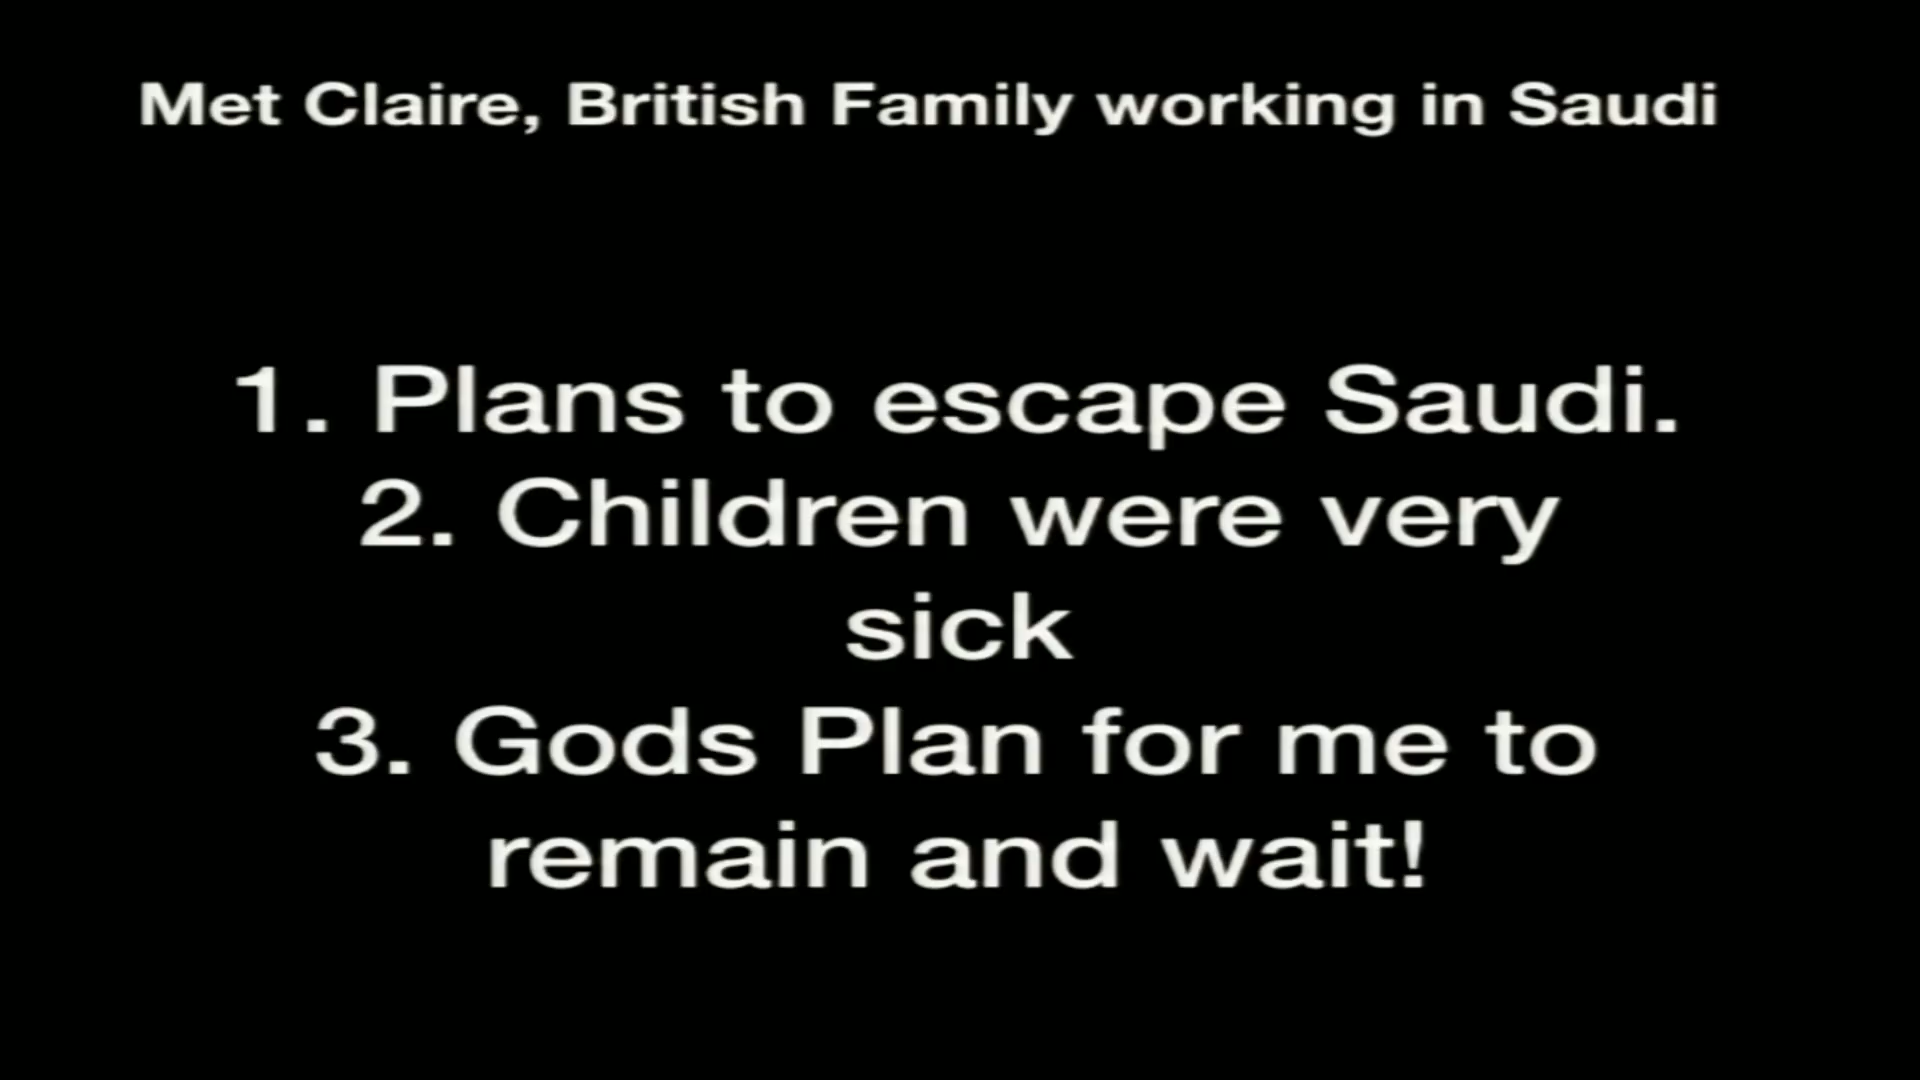 Met Claire, British Family working in Saudi
1. Plans to escape Saudi.
2. Children were very
sick
3. Gods Plan for me to
remain and wait!